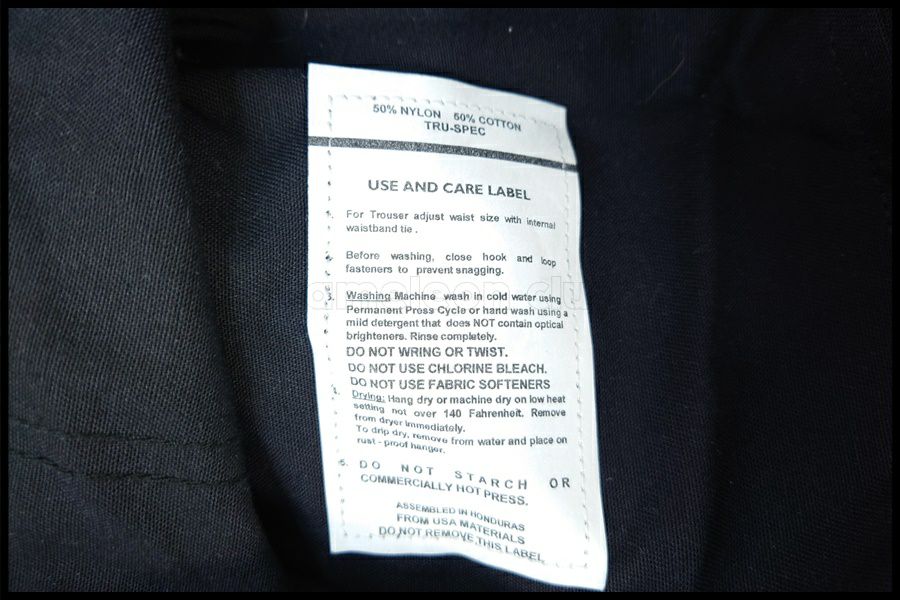 50% NYLON 50% COTTON
TRU-SPEC
USE AND CARE LABEL
1. For Trouser adjust waist size with internal
waistband tie .
2. Before washing, close hook and loop
fasteners to prevent snagging.
3. Washing Machine wash in cold water using
Permanent Press Cycle or hand wash using a
mild detergent that does NOT contain optical
brighteners. Rinse completely.
DO NOT WRING OR TWIST.
DO NOT USE CHLORINE BLEACH.
DO NOT USE FABRIC SOFTENERS
4. Drying: Hang dry or machine dry on low heat
setting not over 140 Fahrenheit. Remove
from dryer immediately.
To drip dry, remove from water and place on
rust - proof hanger.
5. DO NOT STARCH OR
COMMERCIALLY HOT PRESS.
ASSEMBLED IN HONDURAS
FROM USA MATERIALS
DO NOT REMOVE THIS LABEL